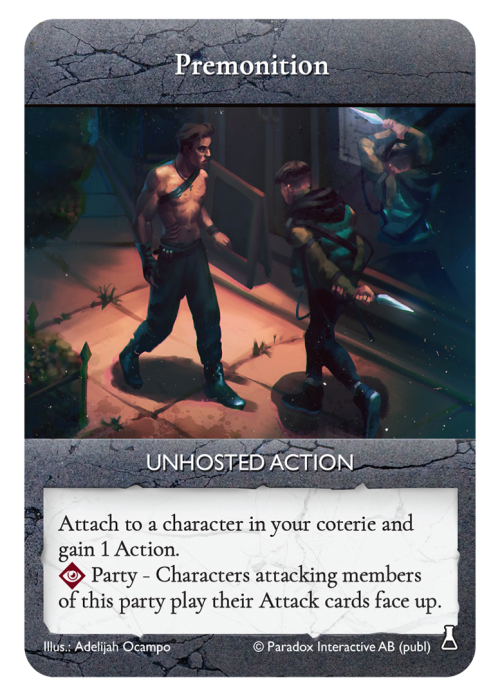 Premonition
UNHOSTED ACTION
Attach to a character in your coterie and
gain 1 Action.
Party - Characters attacking members
of this party play their Attack cards face up.
Illus.: Adelijah Ocampo
© Paradox Interactive AB (publ)